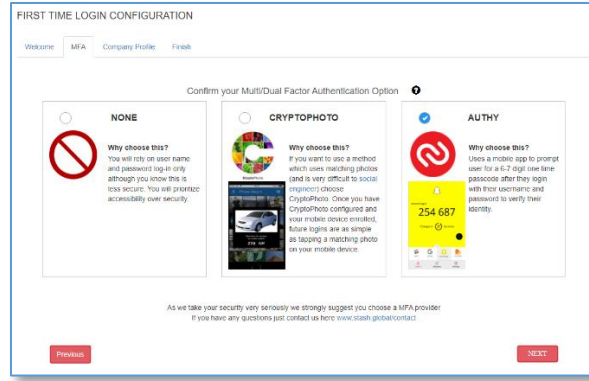 FIRST TIME LOGIN CONFIGURATION
Welcome MFA Company Profile Finish
Confirm your Multi/Dual Factor Authentication Option
NONE
Why choose this?
You will rely on user name
and password log-in only
although you know this is
less secure. You will prioritize
accessibility over security
CRYPTOPHOTO
Why choose this?
If you want to use a method
which uses matching photos
(and is very difficult to social
engineer) choose
CryptoPhoto. Once you have
CryptoPhoto configured and
your mobile device enrolled,
future logins are as simple
as tapping a matching photo
on your mobile device.
AUTHY
Why choose this?
Uses a mobile app to prompt
user for a 6-7 digit one time
passcode after they login
with their username and
password to verify their
identity.
254 687
As we take your security very seriously we strongly suggest you choose a MFA provider
If you have any questions just contact us here www.stash.global/contact
Previous
NEXT